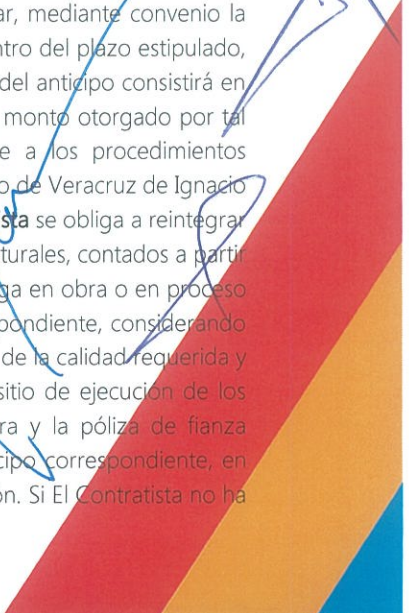 ar, mediante convenio la
ntro del plazo estipulado,
del anticipo consistirá en
monto otorgado por tal
e a los procedimientos
o de Veracruz de Ignacio
sta se obliga a reintegrar
turales, contados a partir
ga en obra o en proceso
pondiente, considerando
de la calidad requerida y
sitio de ejecución de los
ra y la póliza de fianza
cipo correspondiente, en
ón. Si El Contratista no ha